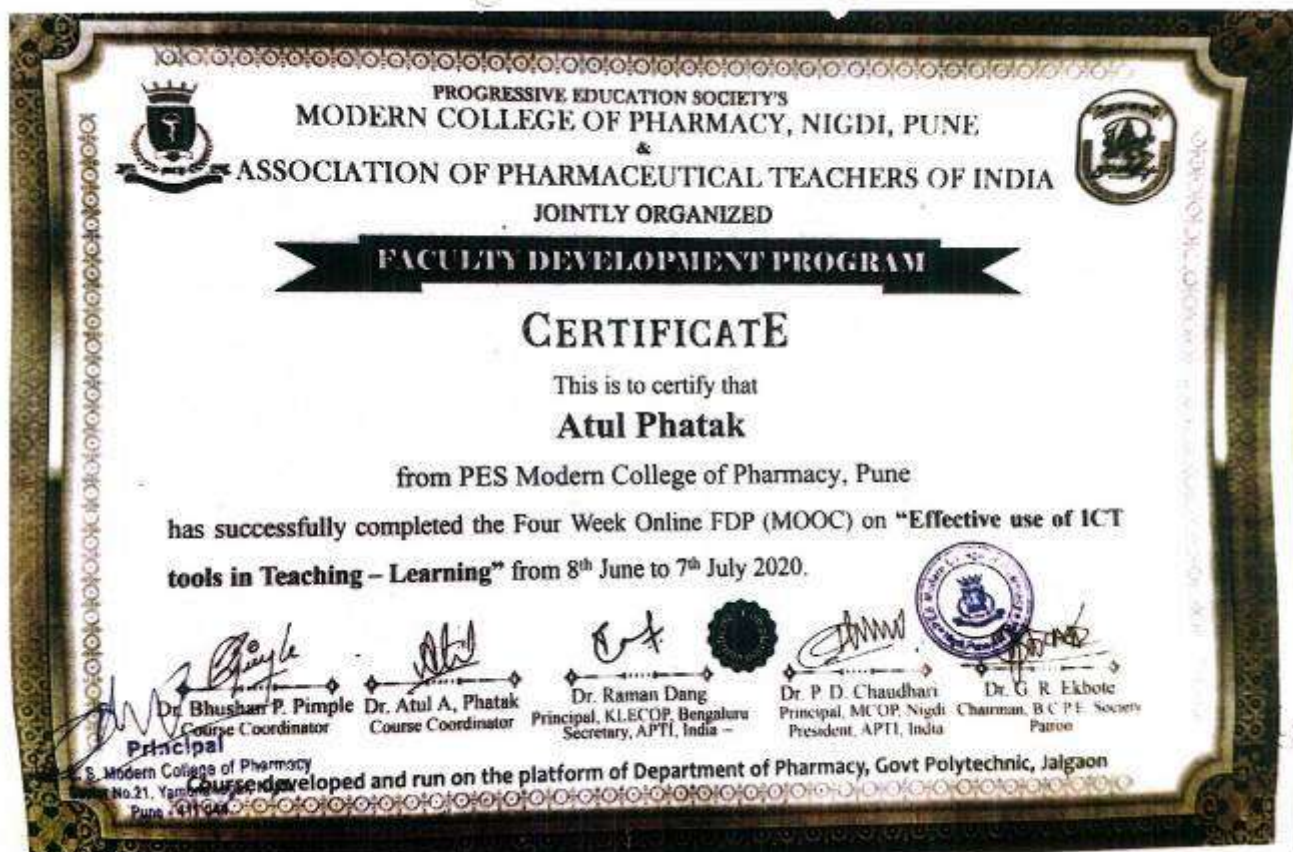 PROGRESSIVE EDUCATION SOCIETY'S
MODERN COLLEGE OF PHARMACY, NIGDI, PUNE
&
ASSOCIATION OF PHARMACEUTICAL TEACHERS OF INDIA
JOINTLY ORGANIZED
FACULTY DEVELOPMENT PROGRAM
CERTIFICATE
This is to certify that
Atul Phatak
from PES Modern College of Pharmacy, Pune
has successfully completed the Four Week Online FDP (MOOC) on “Effective use of ICT
tools in Teaching – Learning” from 8th June to 7th July 2020.
Dr. Bhushan P. Pimple
Course Coordinator
Dr. Atul A, Phatak
Course Coordinator
Dr. Raman Dang
Principal, KLECOP, Bengaluru
Secretary, APTI, India –
Dr. P. D. Chaudhari
Principal, MCOP, Nigdi
President, APTI, India
Dr. G. R. Ekbote
Chairman, B.C.P.E. Society
Patron
Principal
S. Modern College of Pharmacy
No.21,
Pune - 411 044.
Course developed and run on the platform of Department of Pharmacy, Govt Polytechnic, Jalgaon